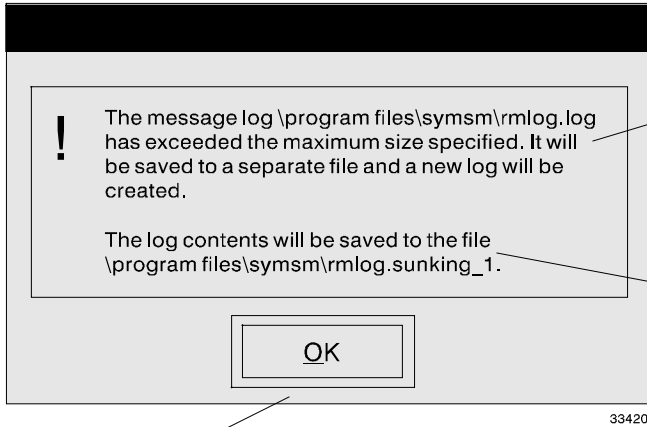 The message log \program files\symsm\rmlog.log
has exceeded the maximum size specified. It will
be saved to a separate file and a new log will be
created.
The log contents will be saved to the file
\program files\symsm\rmlog.sunking_1.
OK
33420